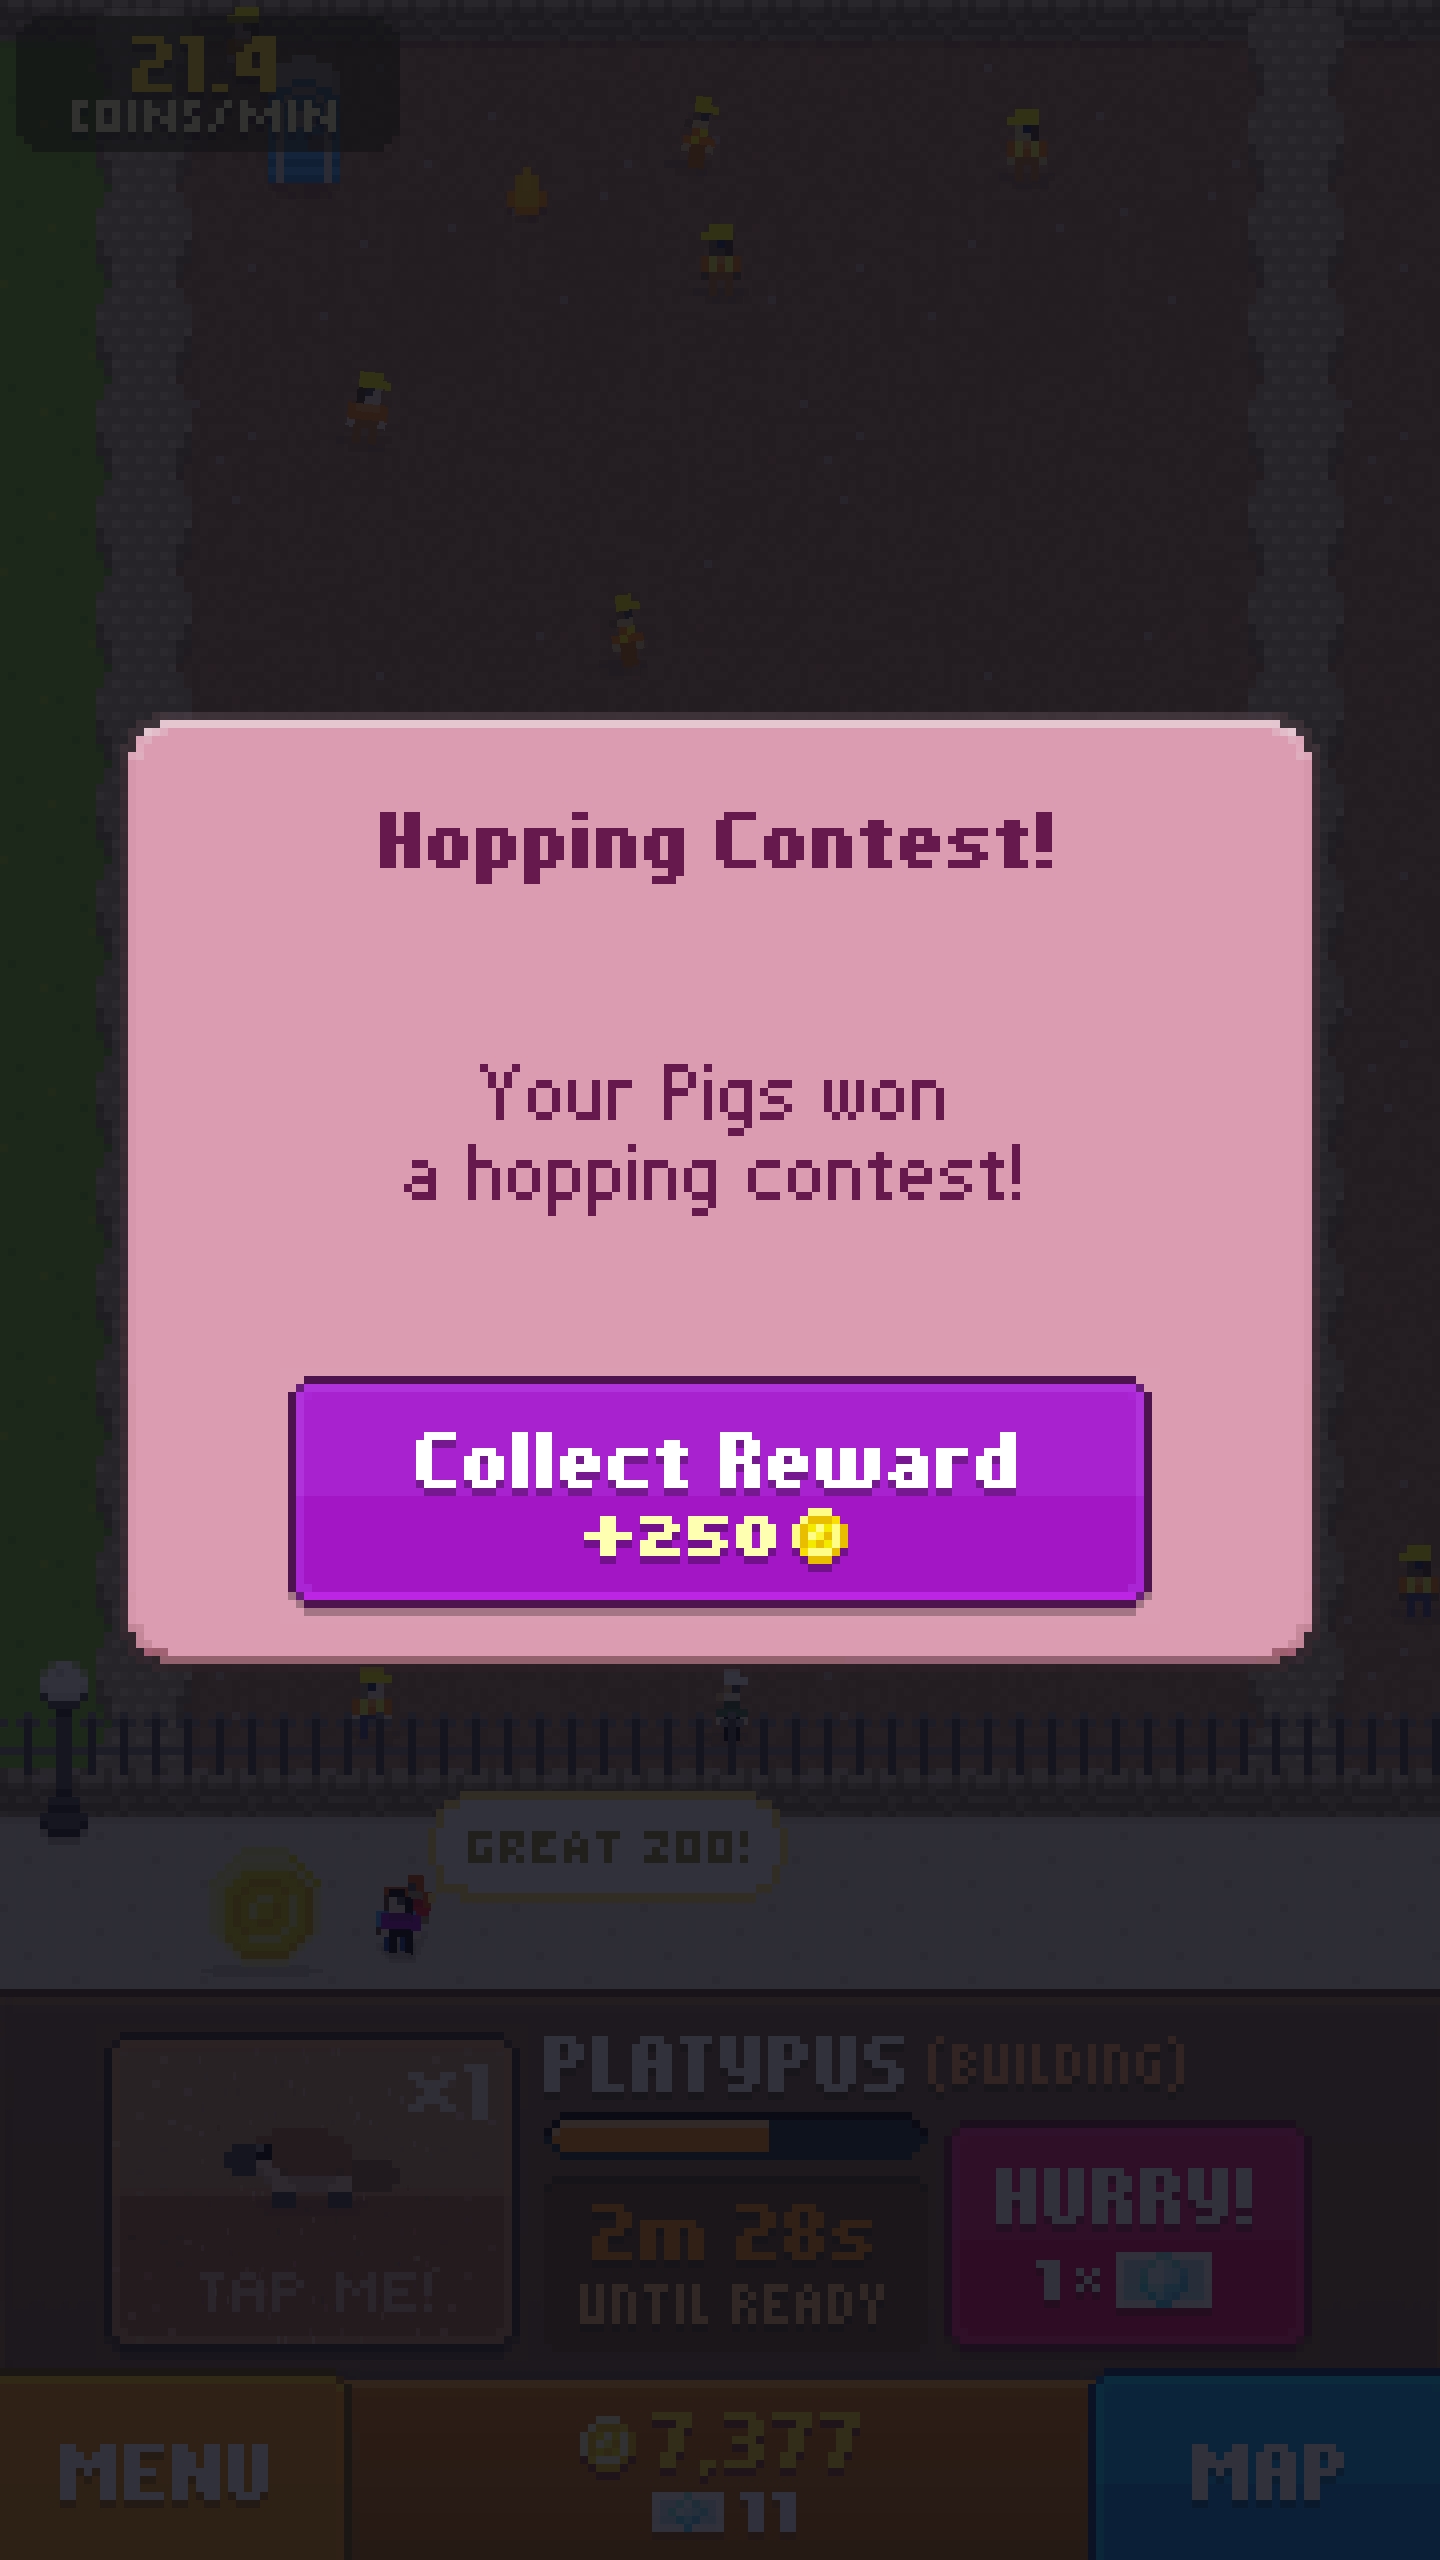 21.4
COINS/MIN
Hopping Contest!
Your Pigs won
a hopping contest!
Collect Reward
+250
GREAT ZOO!
x1
TAP ME!
PLATYPUS (BUILDING)
2m 28s
UNTIL READY
HURRY!
1x
MENU
7,377
11
MAP